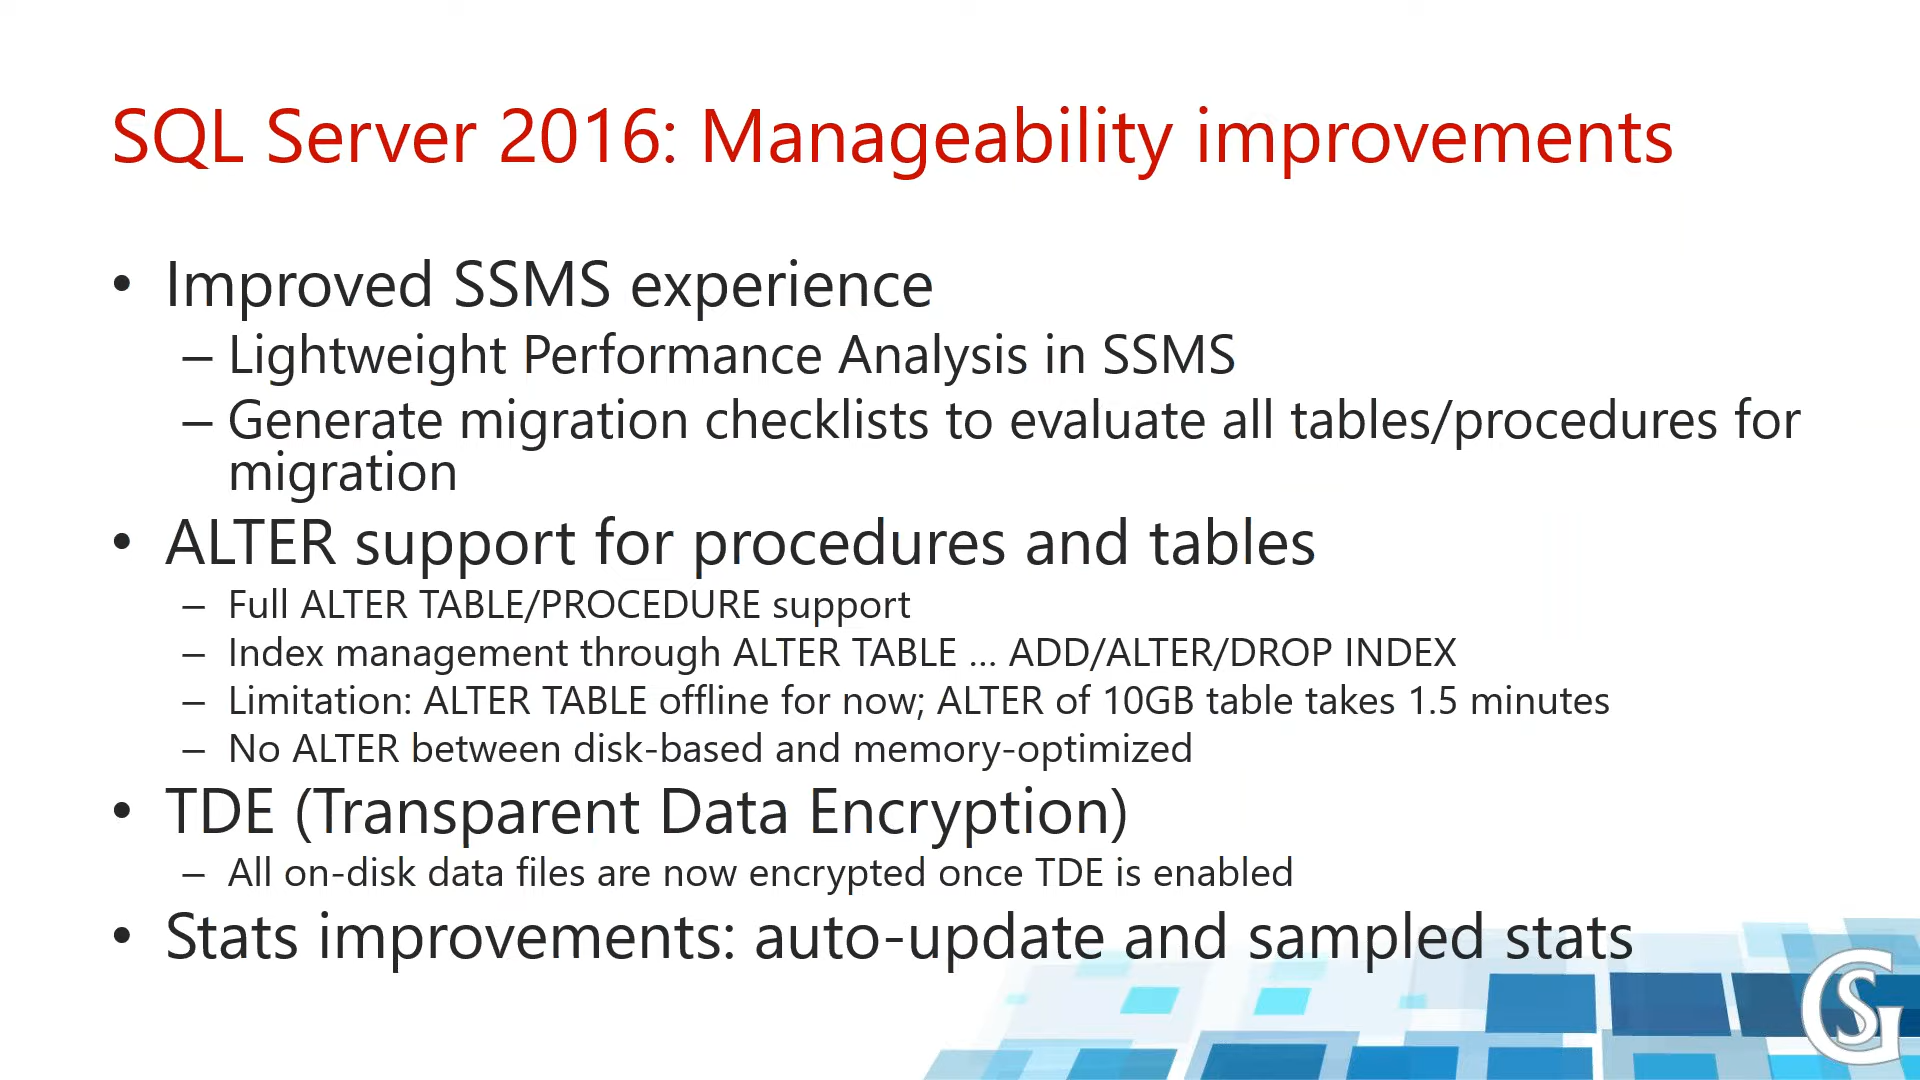 SQL Server 2016: Manageability improvements
• Improved SSMS experience
– Lightweight Performance Analysis in SSMS
– Generate migration checklists to evaluate all tables/procedures for
migration
• ALTER support for procedures and tables
– Full ALTER TABLE/PROCEDURE support
– Index management through ALTER TABLE … ADD/ALTER/DROP INDEX
– Limitation: ALTER TABLE offline for now; ALTER of 10GB table takes 1.5 minutes
– No ALTER between disk-based and memory-optimized
• TDE (Transparent Data Encryption)
– All on-disk data files are now encrypted once TDE is enabled
• Stats improvements: auto-update and sampled stats
GS